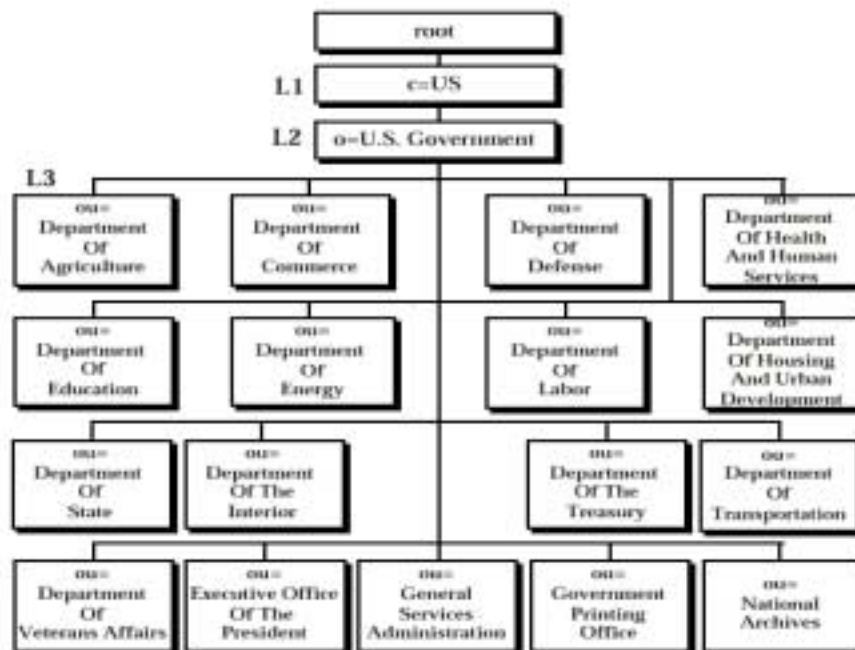 root
L1
c=US
L2
o=U.S. Government
L3
ou=
Department
Of
Agriculture
ou=
Department
Of
Commerce
ou=
Department
Of
Defense
ou=
Department
Of Health
And Human
Services
ou=
Department
Of
Education
ou=
Department
Of
Energy
ou=
Department
Of
Labor
ou=
Department
Of Housing
And Urban
Development
ou=
Department
Of
State
ou=
Department
Of The
Interior
ou=
Department
Of The
Treasury
ou=
Department
Of
Transportation
ou=
Department
Of
Veterans Affairs
ou=
Executive Office
Of The
President
ou=
General
Services
Administration
ou=
Government
Printing
Office
ou=
National
Archives